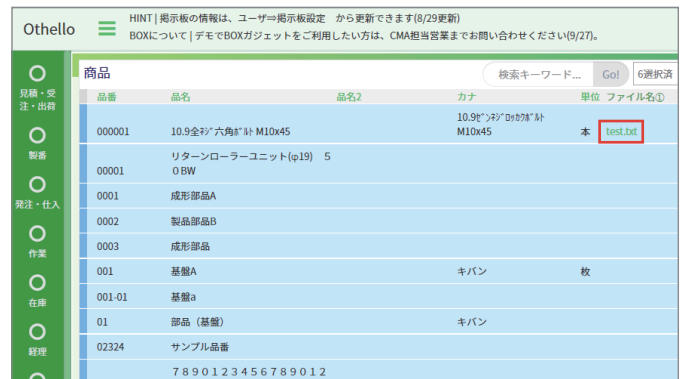 Othello
HINT | 掲示板の情報は、ユーザ⇒掲示板設定　から更新できます(8/29更新)
BOXについて | デモでBOXガジェットをご利用したい方は、CMA担当営業までお問い合わせください(9/27)。
見積・受
注・出荷
製番
発注・仕入
作業
在庫
経理
商品
検索キーワード... Go! 6選択済
品番 品名 品名2 カナ 単位 ファイル名①
000001 10.9全ﾈｼﾞ六角ﾎﾞﾙﾄ M10x45 10.9ｾﾞﾝﾈｼﾞﾛｯｶｸﾎﾞﾙﾄ
M10x45 本 test.txt
00001 リターンローラーユニット(φ19)　５
０BW
0001 成形部品A
0002 製品部品B
0003 成形部品
001 基盤A キバン 枚
001-01 基盤a
01 部品（基盤） キバン
02324 サンプル品番
７８９０１２３４５６７８９０１２